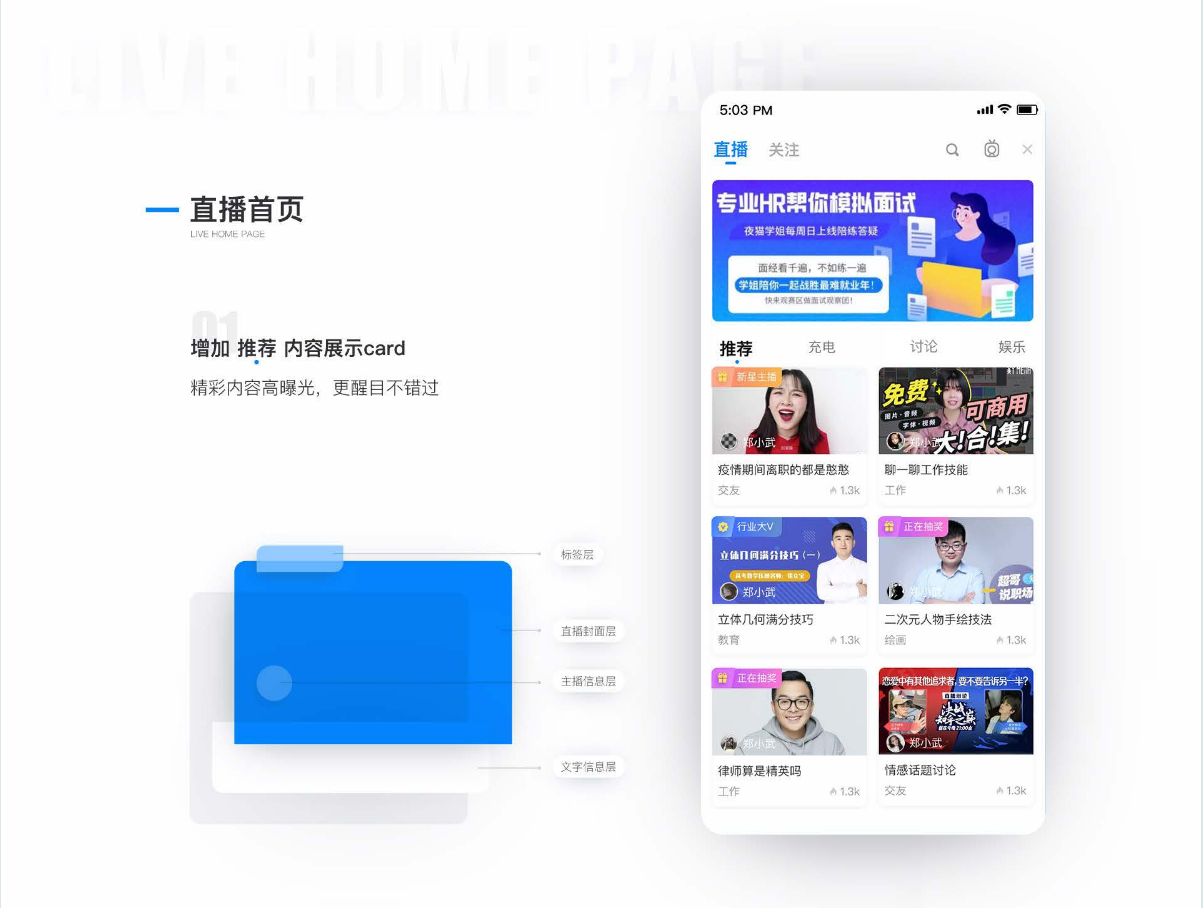 LIVE HOME PAGE
直播首页
LIVE HOME PAGE
01
增加 推荐 内容展示card
精彩内容高曝光，更醒目不错过
标签层
直播封面层
主播信息层
文字信息层
5:03 PM
直播 关注
专业HR帮你模拟面试
夜猫学姐每周日上线陪练答疑
面经看千遍，不如练一遍
学姐陪你一起战胜最难就业年！
快来观赛区做面试观察团！
推荐 充电 讨论 娱乐
新星主播
郑小武
疫情期间离职的都是憨憨
交友 1.3k
免费
图片·音频
字体·视频
可商用
大!合!集!
郑小武
聊一聊工作技能
工作 1.3k
行业大V
立体几何满分技巧（一）
郑小武
立体几何满分技巧
教育 1.3k
正在抽奖
超哥
说职场
郑小武
二次元人物手绘技法
绘画 1.3k
正在抽奖
郑小武
律师算是精英吗
工作 1.3k
恋爱中有其他追求者，要不要告诉另一半？
直播辩论
决战
知乎之巅
郑小武
情感话题讨论
交友 1.3k